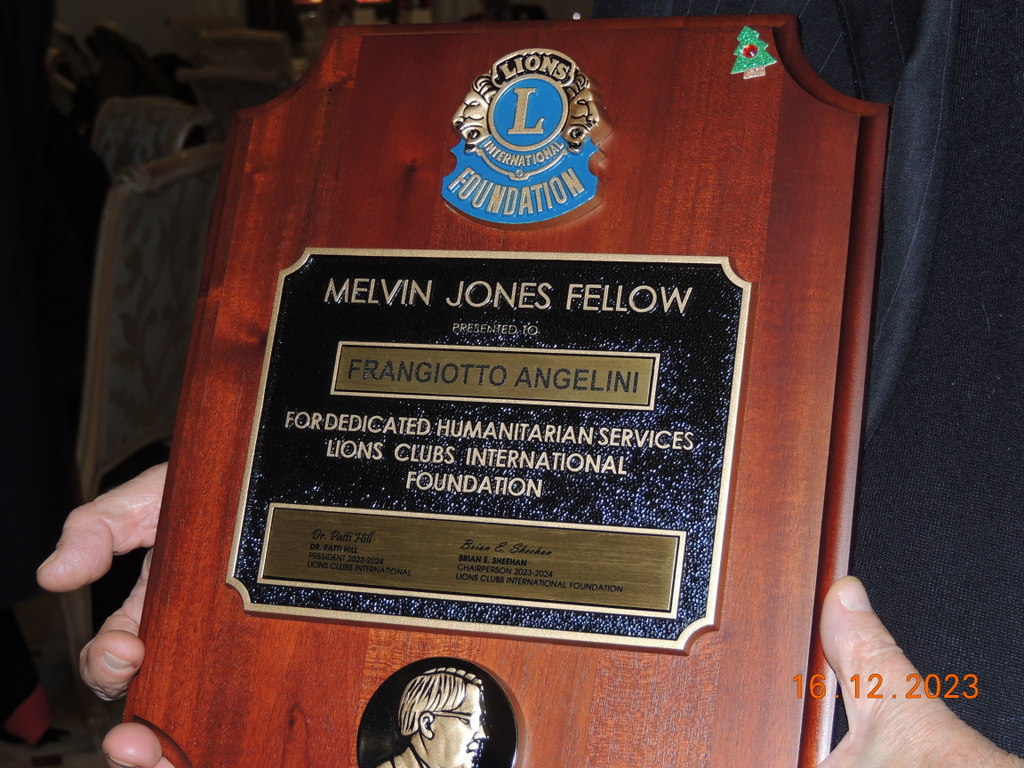 LIONS
L
INTERNATIONAL
FOUNDATION
MELVIN JONES FELLOW
PRESENTED TO
FRANGIOTTO ANGELINI
FOR DEDICATED HUMANITARIAN SERVICES
LIONS CLUBS INTERNATIONAL
FOUNDATION
Dr. Patti Hill
DR. PATTI HILL
PRESIDENT 2023-2024
LIONS CLUBS INTERNATIONAL
Brian E. Sheehan
BRIAN E. SHEEHAN
CHAIRPERSON 2023-2024
LIONS CLUBS INTERNATIONAL FOUNDATION
16.12.2023